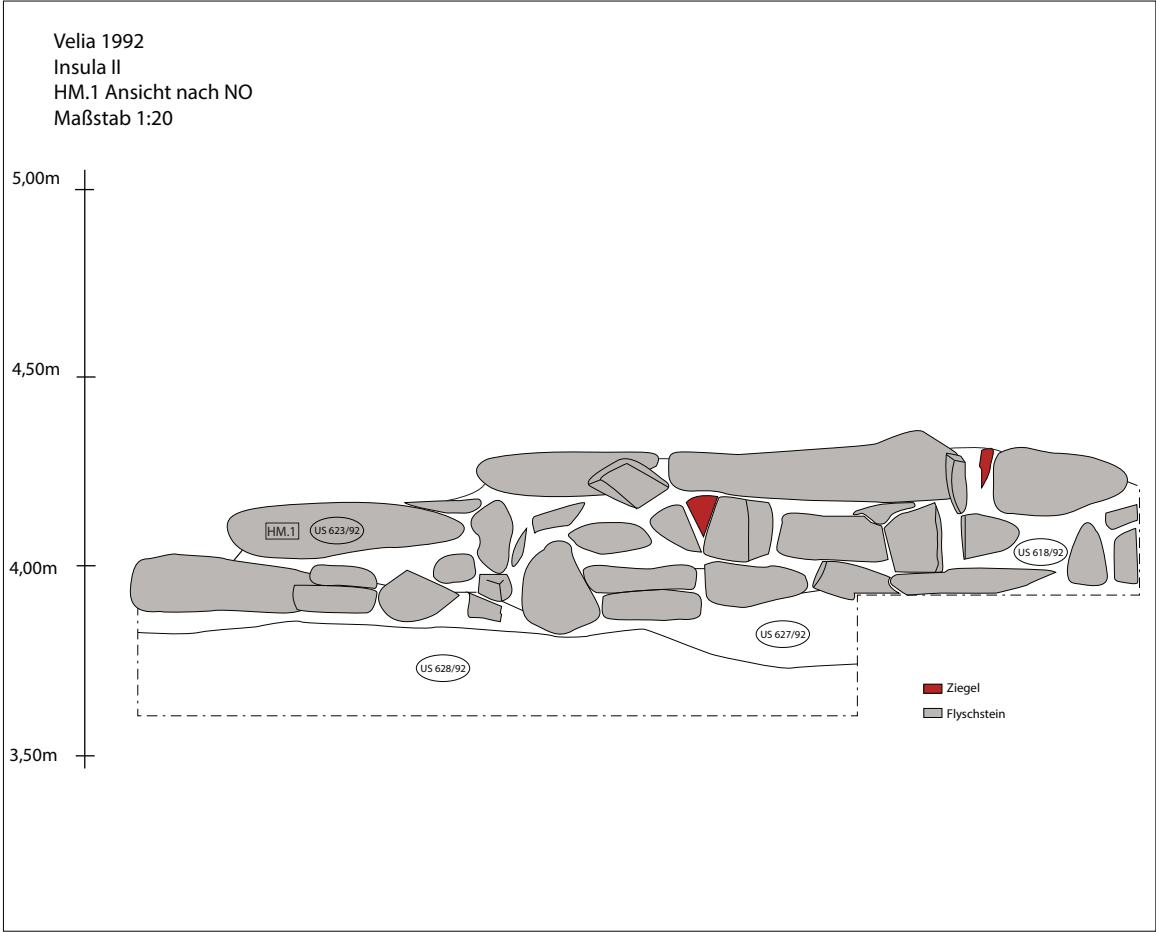 Velia 1992
Insula II
HM.1 Ansicht nach NO
Maßstab 1:20
5,00m
4,50m
4,00m
3,50m
HM.1
US 623/92
US 618/92
US 627/92
US 628/92
Ziegel
Flyschstein